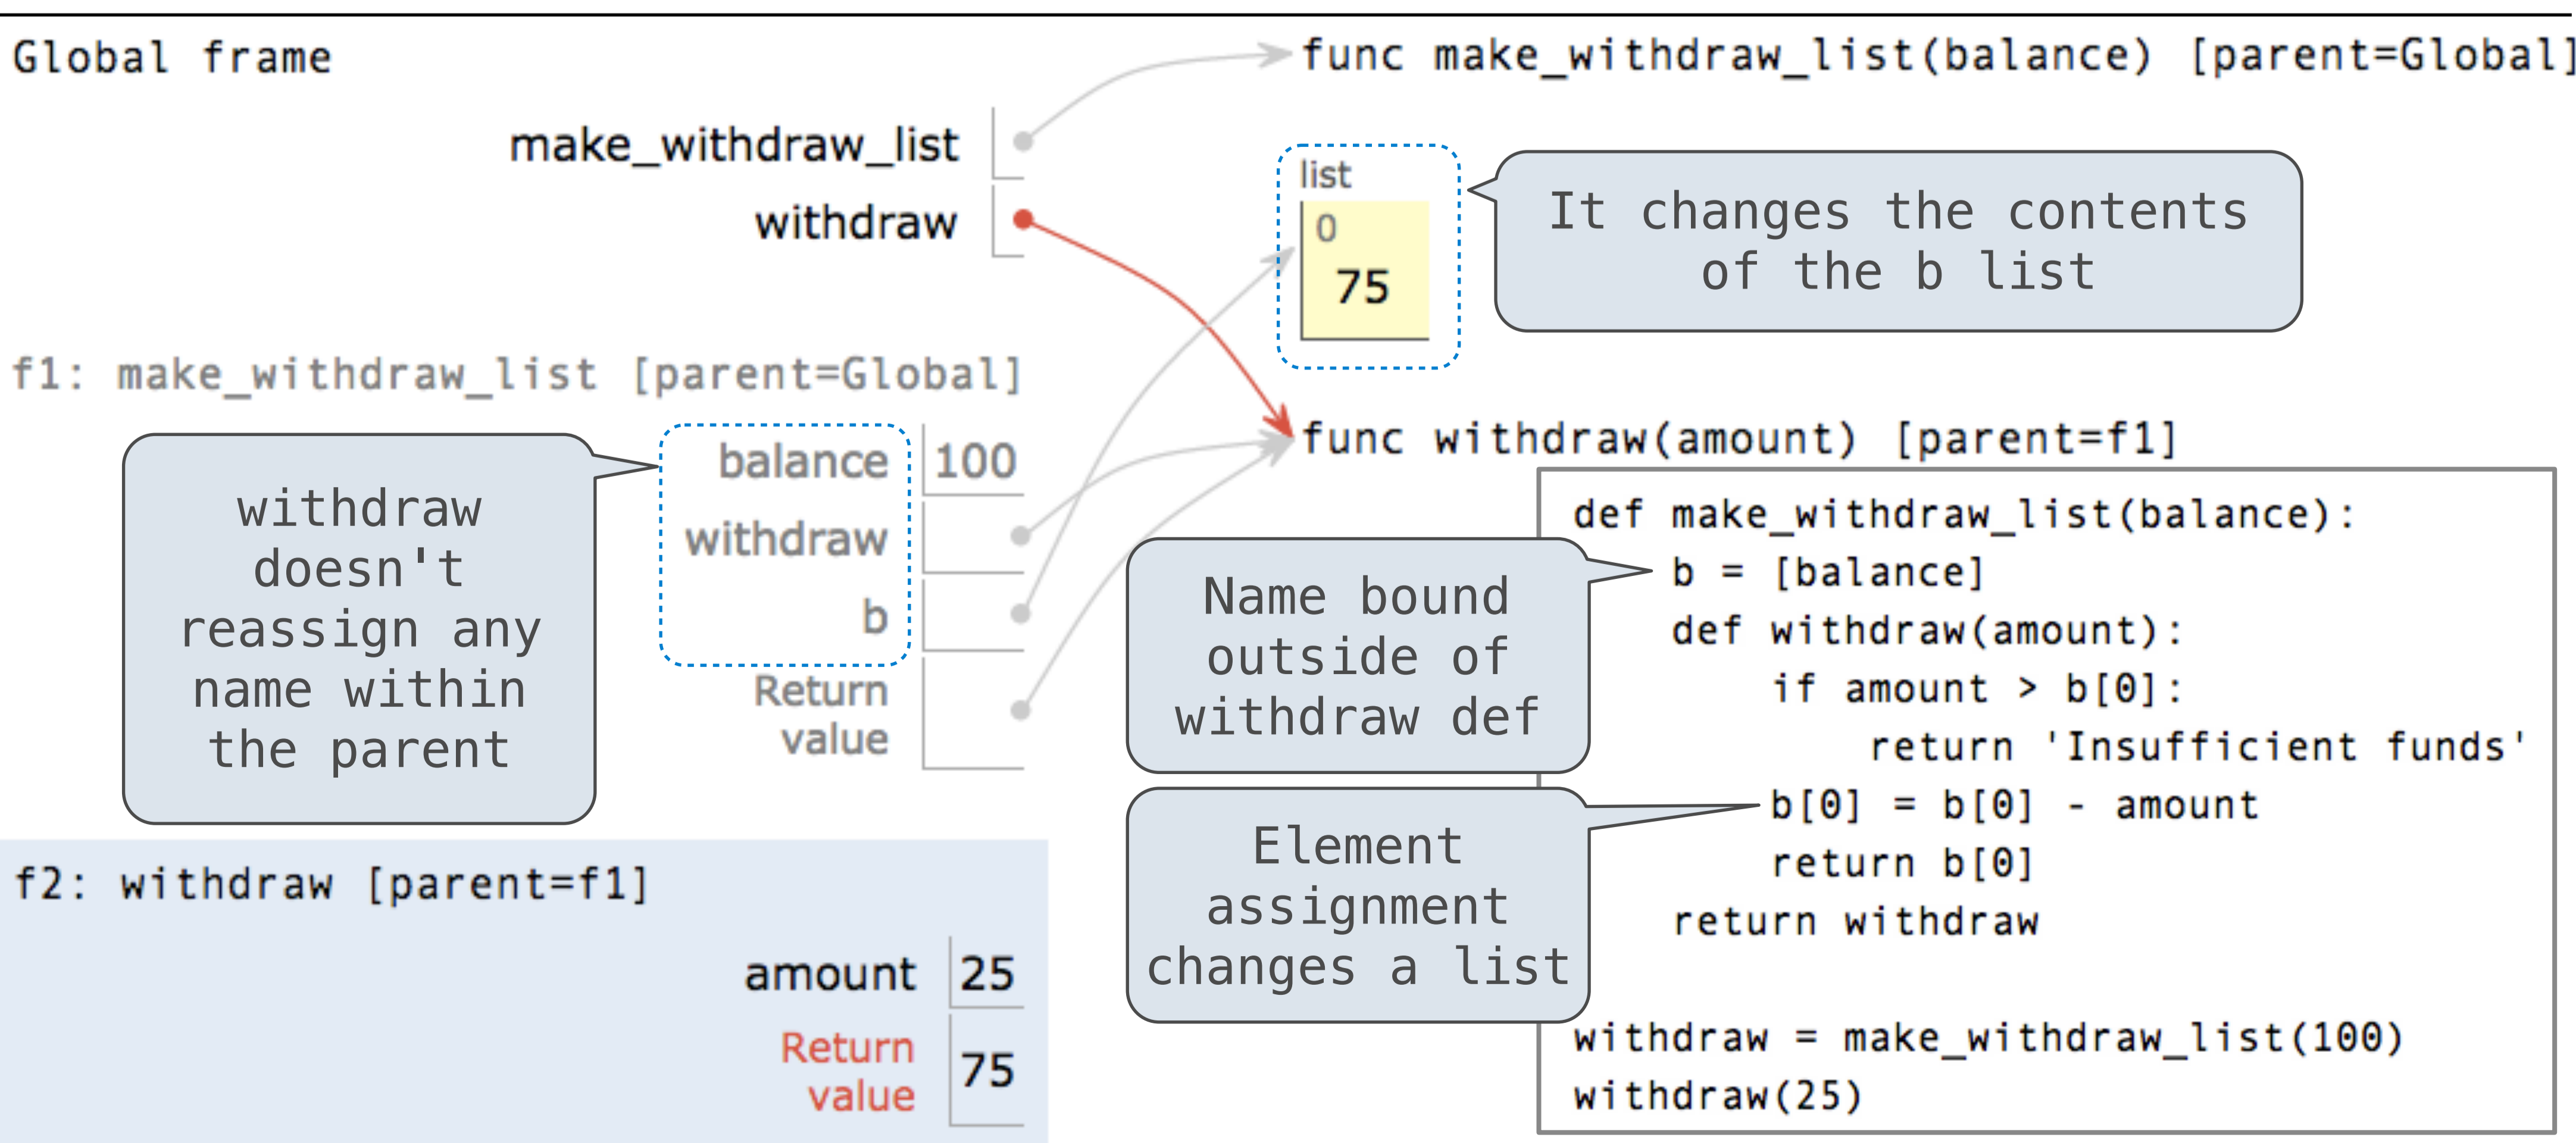 Global frame
func make_withdraw_list(balance) [parent=Global]
make_withdraw_list
withdraw
list
0
75
It changes the contents
of the b list
f1: make_withdraw_list [parent=Global]
balance 100
withdraw
b
Return
value
withdraw
doesn't
reassign any
name within
the parent
func withdraw(amount) [parent=f1]
def make_withdraw_list(balance):
b = [balance]
def withdraw(amount):
if amount > b[0]:
return 'Insufficient funds'
b[0] = b[0] - amount
return b[0]
return withdraw
withdraw = make_withdraw_list(100)
withdraw(25)
Name bound
outside of
withdraw def
Element
assignment
changes a list
f2: withdraw [parent=f1]
amount 25
Return
value 75